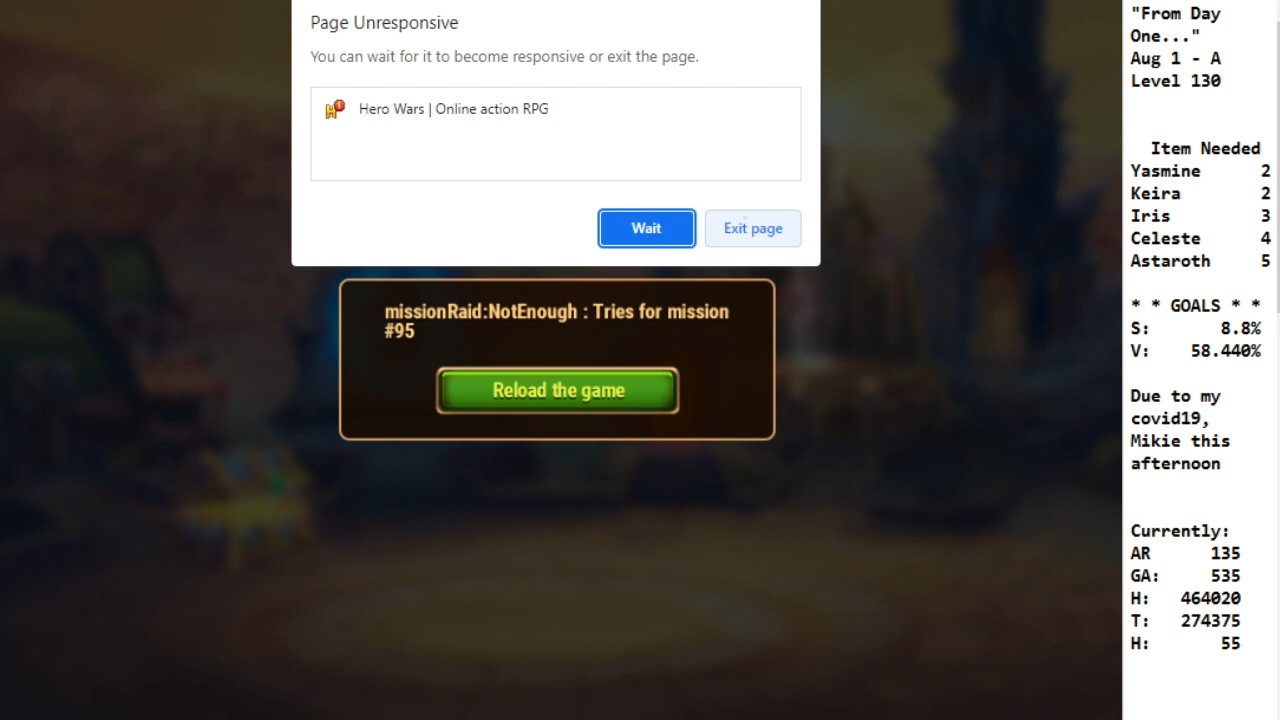 Page Unresponsive
You can wait for it to become responsive or exit the page.
Hero Wars | Online action RPG
Wait
Exit page
missionRaid:NotEnough : Tries for mission
#95
Reload the game
"From Day
One..."
Aug 1 - A
Level 130
Item Needed
Yasmine 2
Keira 2
Iris 3
Celeste 4
Astaroth 5
* * GOALS * *
S: 8.8%
V: 58.440%
Due to my
covid19,
Mikie this
afternoon
Currently:
AR 135
GA: 535
H: 464020
T: 274375
H: 55